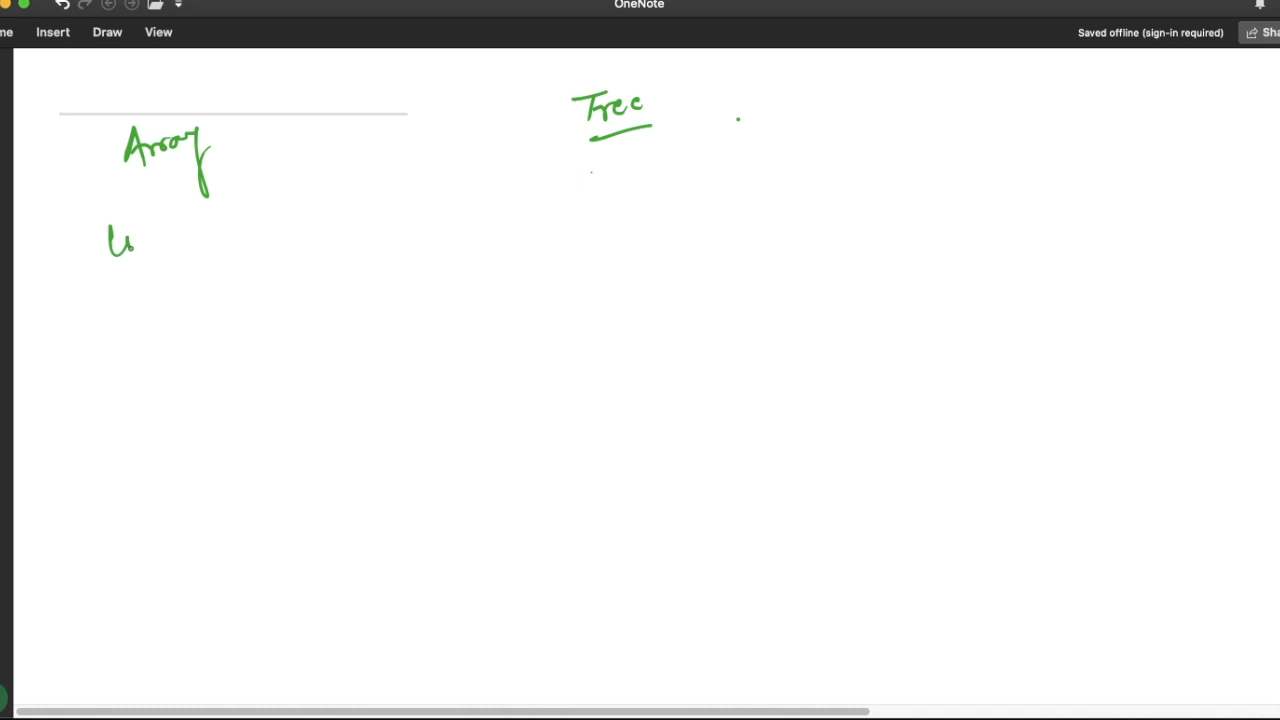 OneNote
Insert Draw View
Saved offline (sign-in required)
Tree
Array